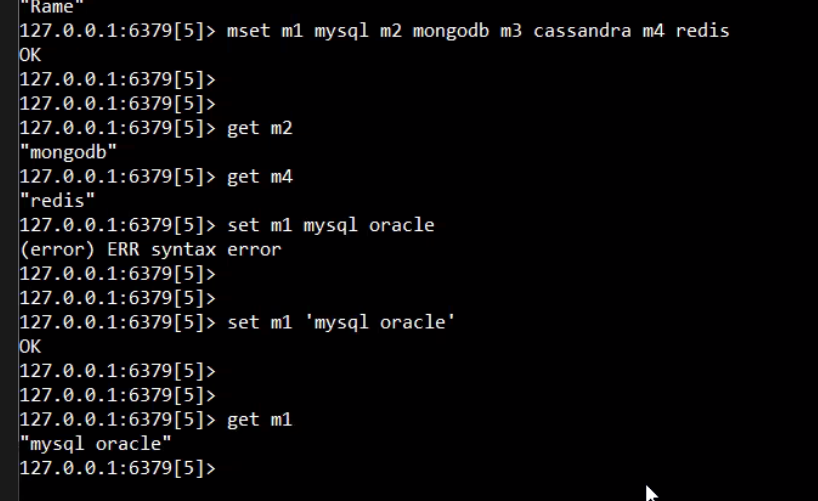 "Rame"
127.0.0.1:6379[5]> mset m1 mysql m2 mongodb m3 cassandra m4 redis
OK
127.0.0.1:6379[5]>
127.0.0.1:6379[5]>
127.0.0.1:6379[5]> get m2
"mongodb"
127.0.0.1:6379[5]> get m4
"redis"
127.0.0.1:6379[5]> set m1 mysql oracle
(error) ERR syntax error
127.0.0.1:6379[5]>
127.0.0.1:6379[5]>
127.0.0.1:6379[5]> set m1 'mysql oracle'
OK
127.0.0.1:6379[5]>
127.0.0.1:6379[5]>
127.0.0.1:6379[5]> get m1
"mysql oracle"
127.0.0.1:6379[5]>